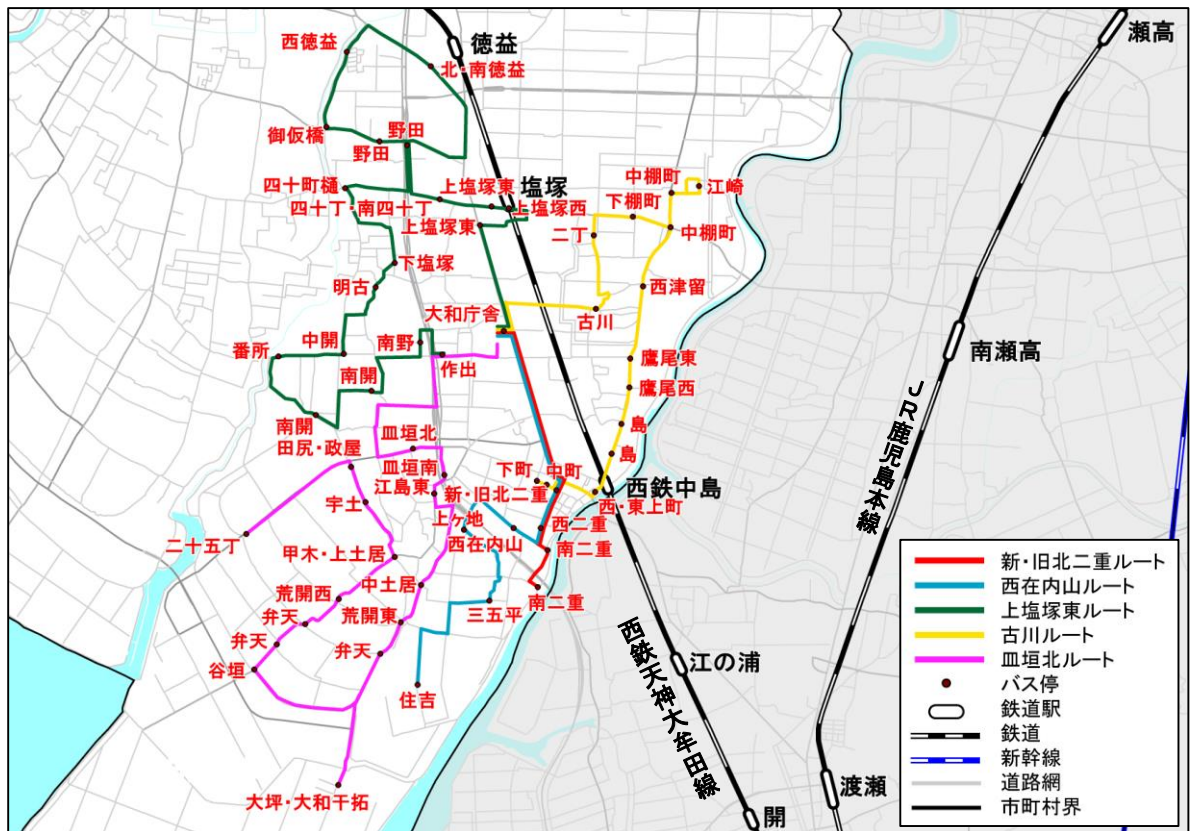 徳益
瀬高
西徳益
北・南徳益
御仮橋
野田
野田
四十町樋
上塩塚東
塩塚
中棚町
江崎
四十丁・南四十丁
上塩塚西
下棚町
上塩塚東
二丁
中棚町
下塩塚
明古
西津留
大和庁舎
古川
番所
中開
南野
作出
鷹尾東
南瀬高
南開
鷹尾西
南開
島
田尻・政屋
皿垣北
島
JR鹿児島本線
皿垣南
下町
中町
西鉄中島
江島東
新・旧北二重
西・東上町
宇土
上ヶ地
西二重
二十五丁
西在内山
南二重
甲木・上土居
中土居
荒開西
三五平
南二重
弁天
荒開東
弁天
弁天
谷垣
住吉
西鉄天神大牟田線
江の浦
大坪・大和干拓
渡瀬
開
新・旧北二重ルート
西在内山ルート
上塩塚東ルート
古川ルート
皿垣北ルート
バス停
鉄道駅
鉄道
新幹線
道路網
市町村界